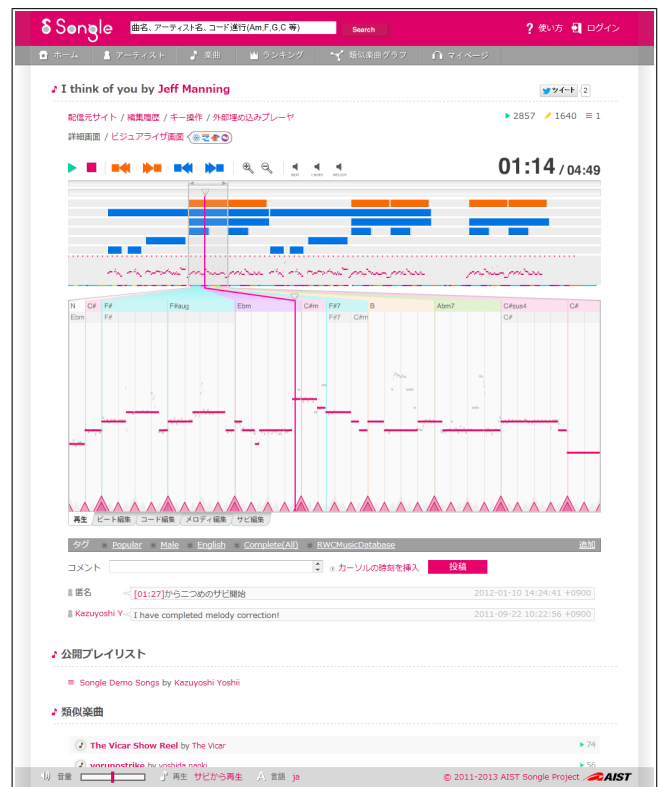 Songle
曲名、アーティスト名、コード進行(Am,F,G,C 等)
Search
? 使い方 ログイン
ホーム アーティスト 楽曲 ランキング 類似楽曲グラフ マイページ
I think of you by Jeff Manning
ツイート 2
配信元サイト / 編集履歴 / キー操作 / 外部埋め込みプレーヤ
2857 1640 1
詳細画面 / ビジュアライザ画面
01:14 / 04:49
N C# F# F#aug Ebm C#m F#7 B Abm7 C#sus4 C#
Ebm F# F#7 C#m C#
再生 ビート編集 コード編集 メロディ編集 サビ編集
タグ Popular Male English Complete(All) RWCMusicDatabase 追加
コメント カーソルの時刻を挿入 投稿
匿名 [01:27]から二つめのサビ開始 2012-01-10 14:24:41 +0900
Kazuyoshi Y I have completed melody correction! 2011-09-22 10:22:56 +0900
公開プレイリスト
Songle Demo Songs by Kazuyoshi Yoshii
類似楽曲
The Vicar Show Reel by The Vicar 74
yorunostrike by yoshida naoki 56
音量 再生 サビから再生 言語 ja © 2011-2013 AIST Songle Project AIST